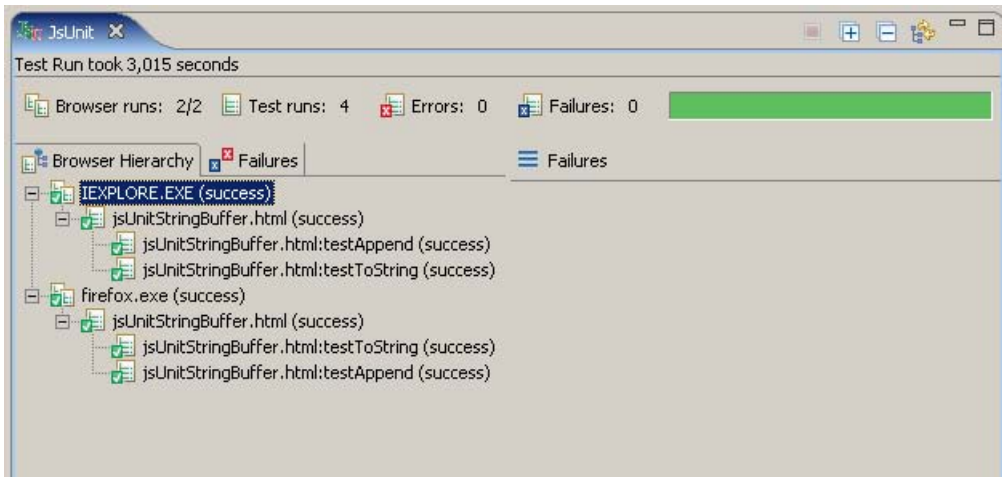 JsUnit
Test Run took 3,015 seconds
Browser runs: 2/2 Test runs: 4 Errors: 0 Failures: 0
Browser Hierarchy Failures Failures
IEXPLORE.EXE (success)
jsUnitStringBuffer.html (success)
jsUnitStringBuffer.html:testAppend (success)
jsUnitStringBuffer.html:testToString (success)
firefox.exe (success)
jsUnitStringBuffer.html (success)
jsUnitStringBuffer.html:testToString (success)
jsUnitStringBuffer.html:testAppend (success)